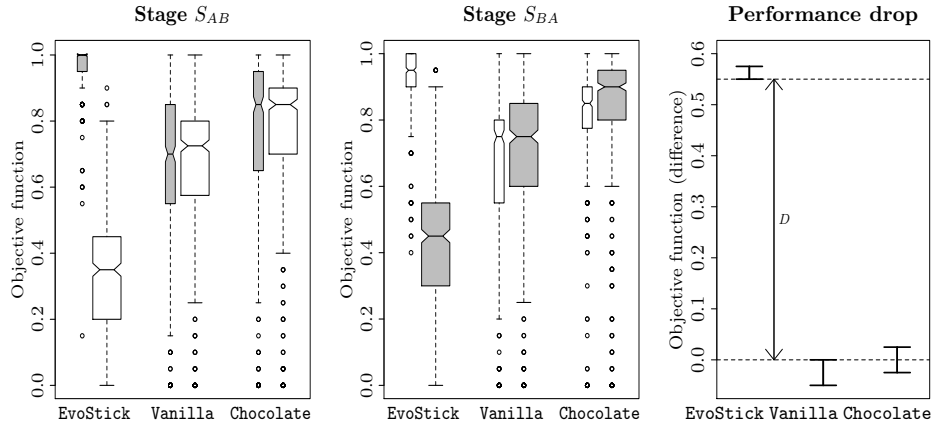 Stage S_AB
Objective function
1.0
0.8
0.6
0.4
0.2
0.0
EvoStick Vanilla Chocolate
Stage S_BA
Objective function
1.0
0.8
0.6
0.4
0.2
0.0
EvoStick Vanilla Chocolate
Performance drop
Objective function (difference)
0.6
0.5
0.4
0.3
0.2
0.1
0.0
D
EvoStick Vanilla Chocolate